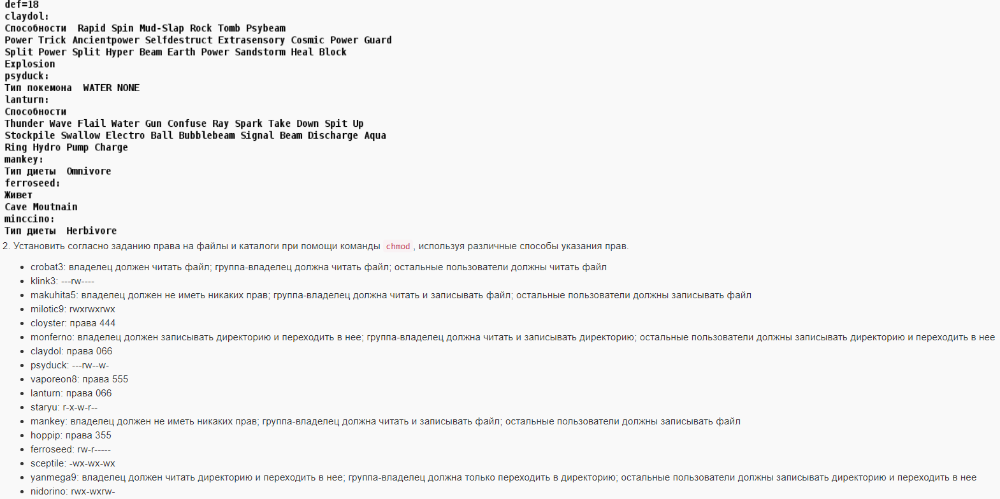 def=18
claydol:
Способности  Rapid Spin Mud-Slap Rock Tomb Psybeam
Power Trick Ancientpower Selfdestruct Extrasensory Cosmic Power Guard
Split Power Split Hyper Beam Earth Power Sandstorm Heal Block
Explosion
psyduck:
Тип покемона  WATER NONE
lanturn:
Способности
Thunder Wave Flail Water Gun Confuse Ray Spark Take Down Spit Up
Stockpile Swallow Electro Ball Bubblebeam Signal Beam Discharge Aqua
Ring Hydro Pump Charge
mankey:
Тип диеты  Omnivore
ferroseed:
Живет
Cave Moutnain
minccino:
Тип диеты  Herbivore
2. Установить согласно заданию права на файлы и каталоги при помощи команды chmod, используя различные способы указания прав.
• crobat3: владелец должен читать файл; группа-владелец должна читать файл; остальные пользователи должны читать файл
• klink3: ---rw----
• makuhita5: владелец должен не иметь никаких прав; группа-владелец должна читать и записывать файл; остальные пользователи должны записывать файл
• milotic9: rwxrwxrwx
• cloyster: права 444
• monferno: владелец должен записывать директорию и переходить в нее; группа-владелец должна читать и записывать директорию; остальные пользователи должны записывать директорию и переходить в нее
• claydol: права 066
• psyduck: ---rw--w-
• vaporeon8: права 555
• lanturn: права 066
• staryu: r-x-w-r--
• mankey: владелец должен не иметь никаких прав; группа-владелец должна читать и записывать файл; остальные пользователи должны записывать файл
• hoppip: права 355
• ferroseed: rw-r-----
• sceptile: -wx-wx-wx
• yanmega9: владелец должен читать директорию и переходить в нее; группа-владелец должна только переходить в директорию; остальные пользователи должны записывать директорию и переходить в нее
• nidorino: rwx-wxrw-